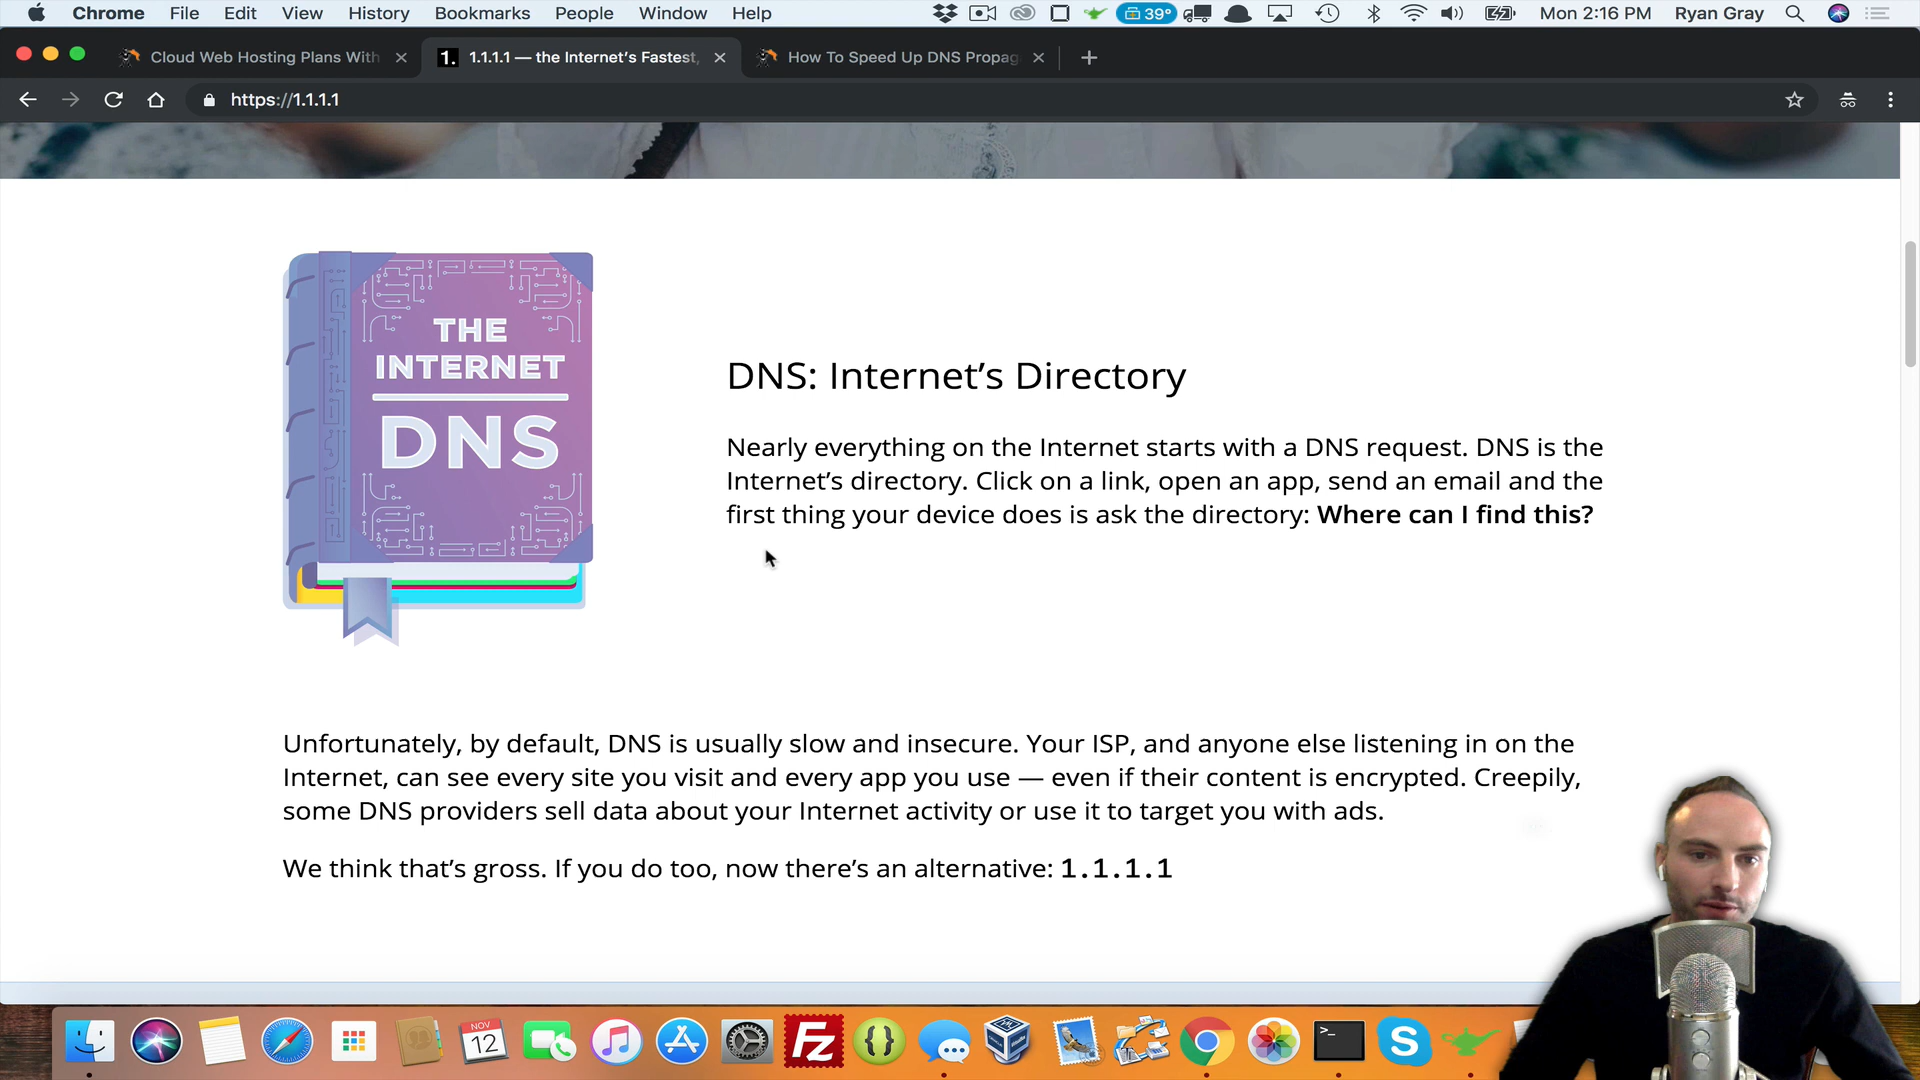 Chrome File Edit View History Bookmarks People Window Help 39° Mon 2:16 PM Ryan Gray
Cloud Web Hosting Plans With
1. 1.1.1.1 — the Internet's Fastest,
How To Speed Up DNS Propag
https://1.1.1.1
THE
INTERNET
DNS
DNS: Internet’s Directory
Nearly everything on the Internet starts with a DNS request. DNS is the
Internet’s directory. Click on a link, open an app, send an email and the
first thing your device does is ask the directory: Where can I find this?
Unfortunately, by default, DNS is usually slow and insecure. Your ISP, and anyone else listening in on the
Internet, can see every site you visit and every app you use — even if their content is encrypted. Creepily,
some DNS providers sell data about your Internet activity or use it to target you with ads.
We think that’s gross. If you do too, now there’s an alternative: 1.1.1.1
NOV
12
Fz
{}
>_
S